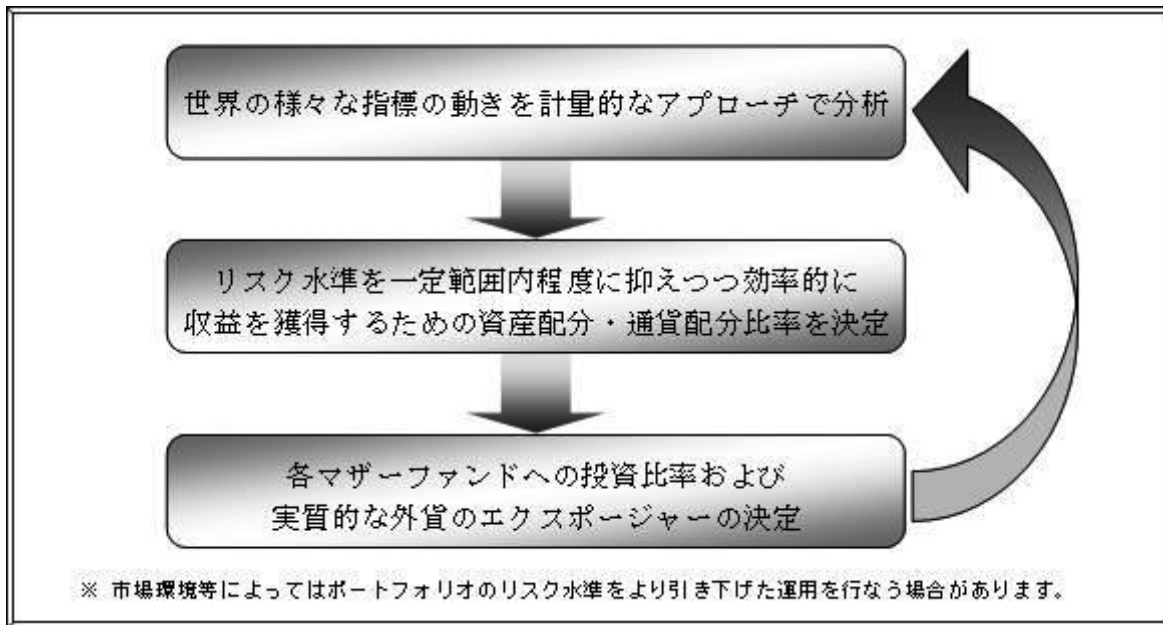 世界の様々な指標の動きを計量的なアプローチで分析
リスク水準を一定範囲内程度に抑えつつ効率的に
収益を獲得するための資産配分・通貨配分比率を決定
各マザーファンドへの投資比率および
実質的な外貨のエクスポージャーの決定
※ 市場環境等によってはポートフォリオのリスク水準をより引き下げた運用を行なう場合があります。